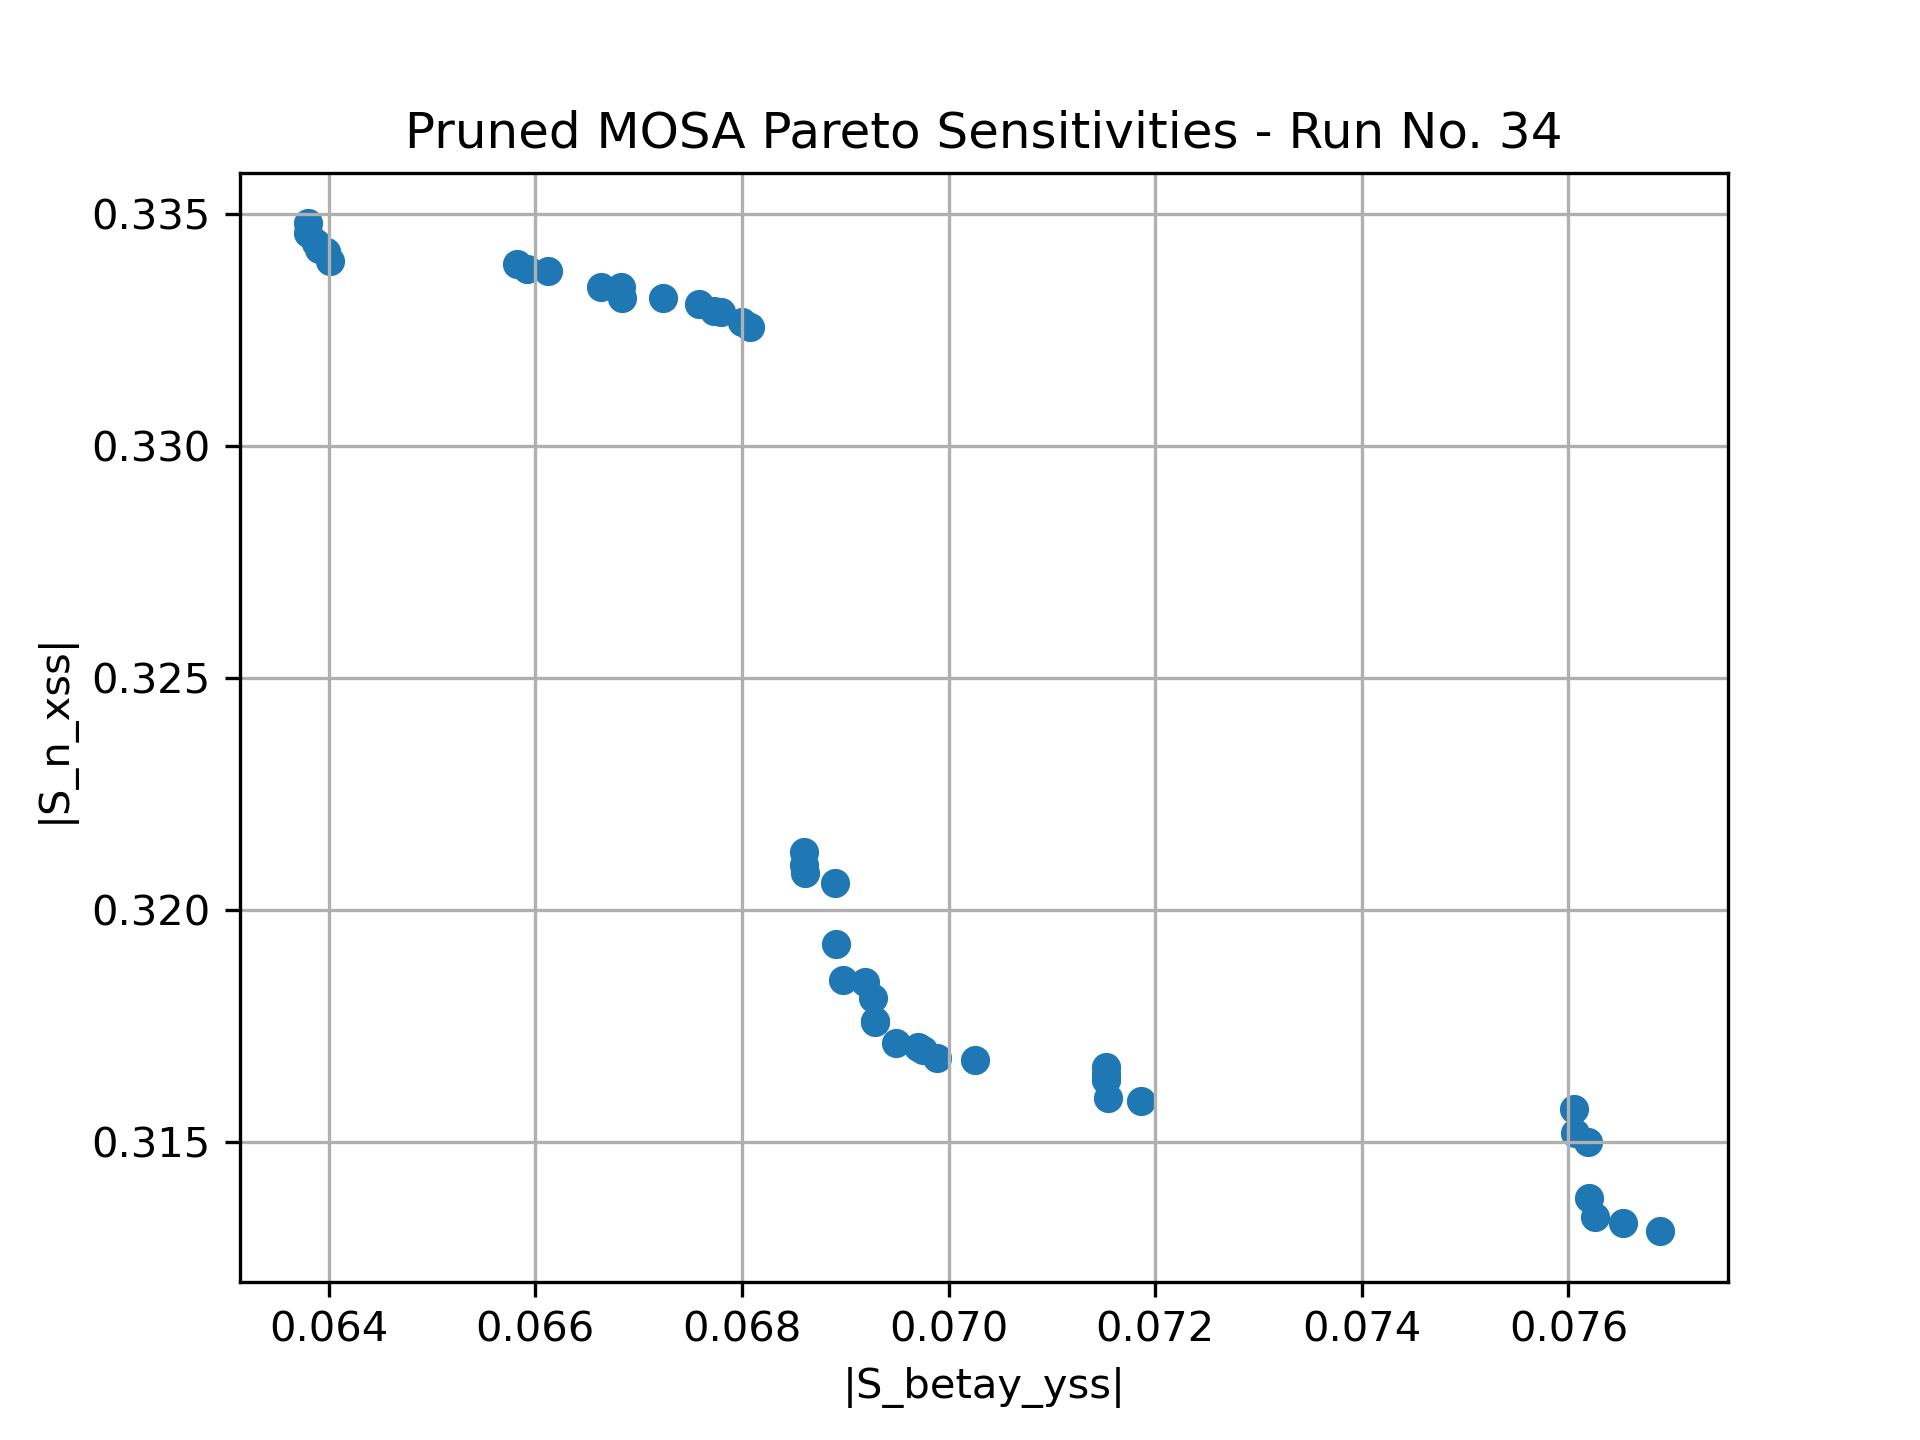 Pruned MOSA Pareto Sensitivities - Run No. 34
0.335
0.330
0.325
0.320
0.315
|S_n_xss|
0.064 0.066 0.068 0.070 0.072 0.074 0.076
|S_betay_yss|